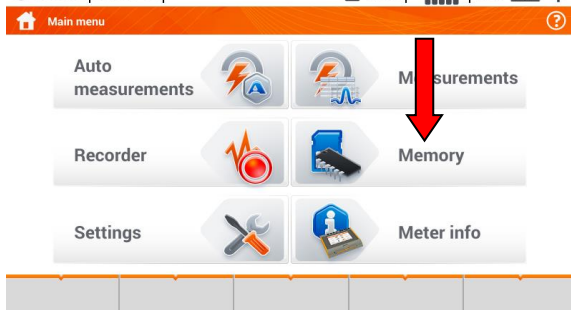 Main menu
?
Auto
measurements
Measurements
Recorder
Memory
Settings
Meter info